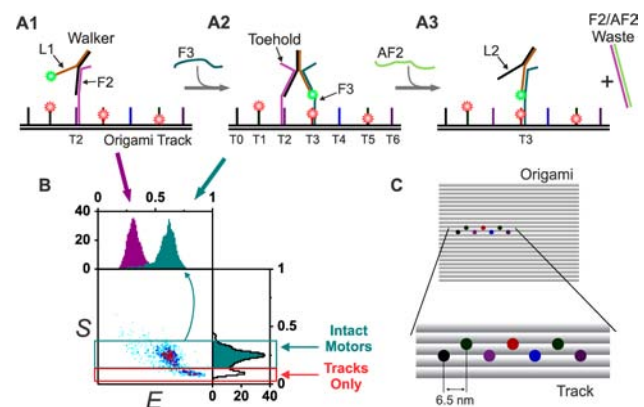 A1
Walker
L1
F2
T2
Origami Track
F3
A2
Toehold
F3
T0 T1 T2 T3 T4 T5 T6
AF2
A3
L2
T3
F2/AF2
Waste
+
B
0 0.5 1
40
20
0
1
0.5
0
0 20 40
S
E
Intact
Motors
Tracks
Only
C
Origami
6.5 nm
Track